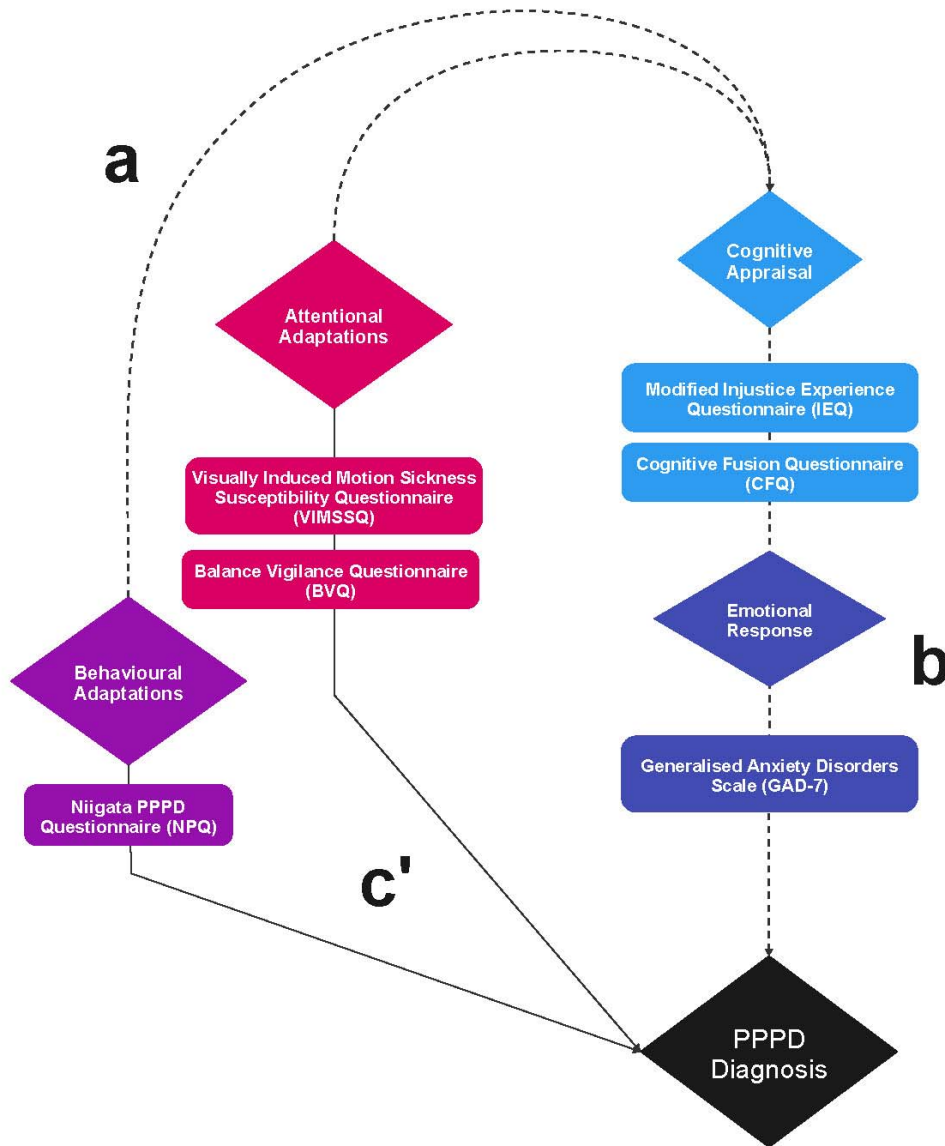 a
Attentional
Adaptations
Cognitive
Appraisal
Modified Injustice Experience
Questionnaire (IEQ)
Cognitive Fusion Questionnaire
(CFQ)
Visually Induced Motion Sickness
Susceptibility Questionnaire
(VIMSSQ)
Balance Vigilance Questionnaire
(BVQ)
Emotional
Response
b
Behavioural
Adaptations
Generalised Anxiety Disorders
Scale (GAD-7)
Niigata PPPD
Questionnaire (NPQ)
c'
PPPD
Diagnosis